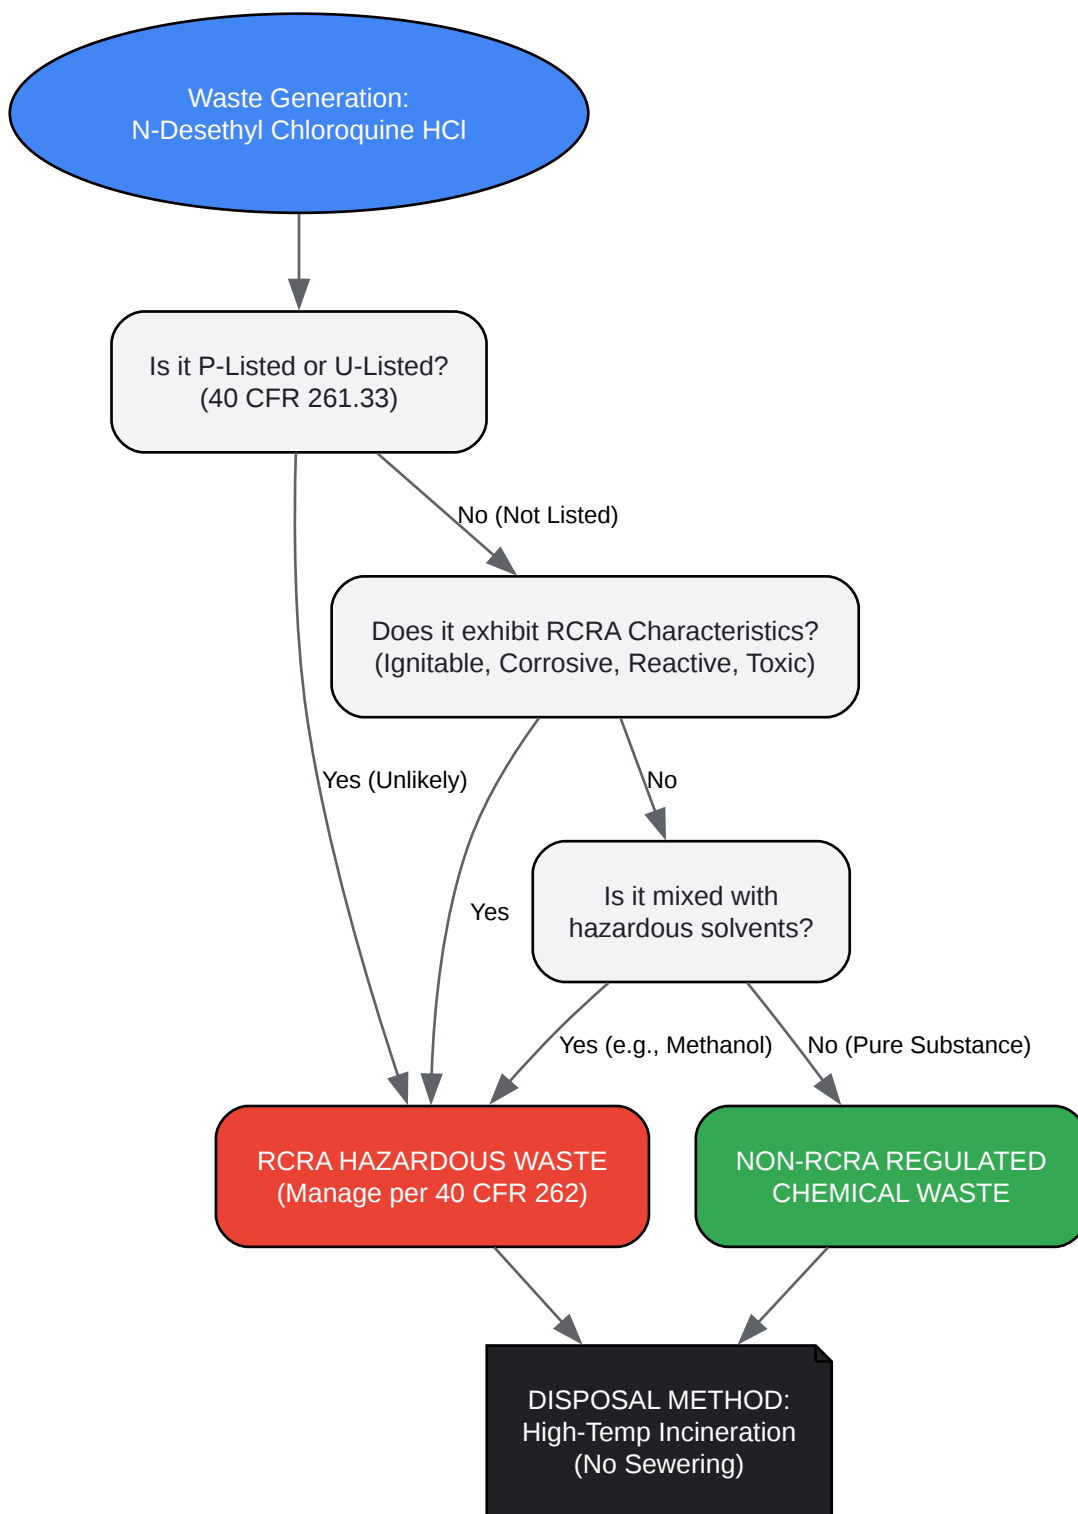 Waste Generation:
N-Desethyl Chloroquine HCl
Is it P-Listed or U-Listed?
(40 CFR 261.33)
No (Not Listed)
Does it exhibit RCRA Characteristics?
(Ignitable, Corrosive, Reactive, Toxic)
Yes (Unlikely)
No
Is it mixed with
hazardous solvents?
Yes
Yes (e.g., Methanol)
No (Pure Substance)
RCRA HAZARDOUS WASTE
(Manage per 40 CFR 262)
NON-RCRA REGULATED
CHEMICAL WASTE
DISPOSAL METHOD:
High-Temp Incineration
(No Sewering)